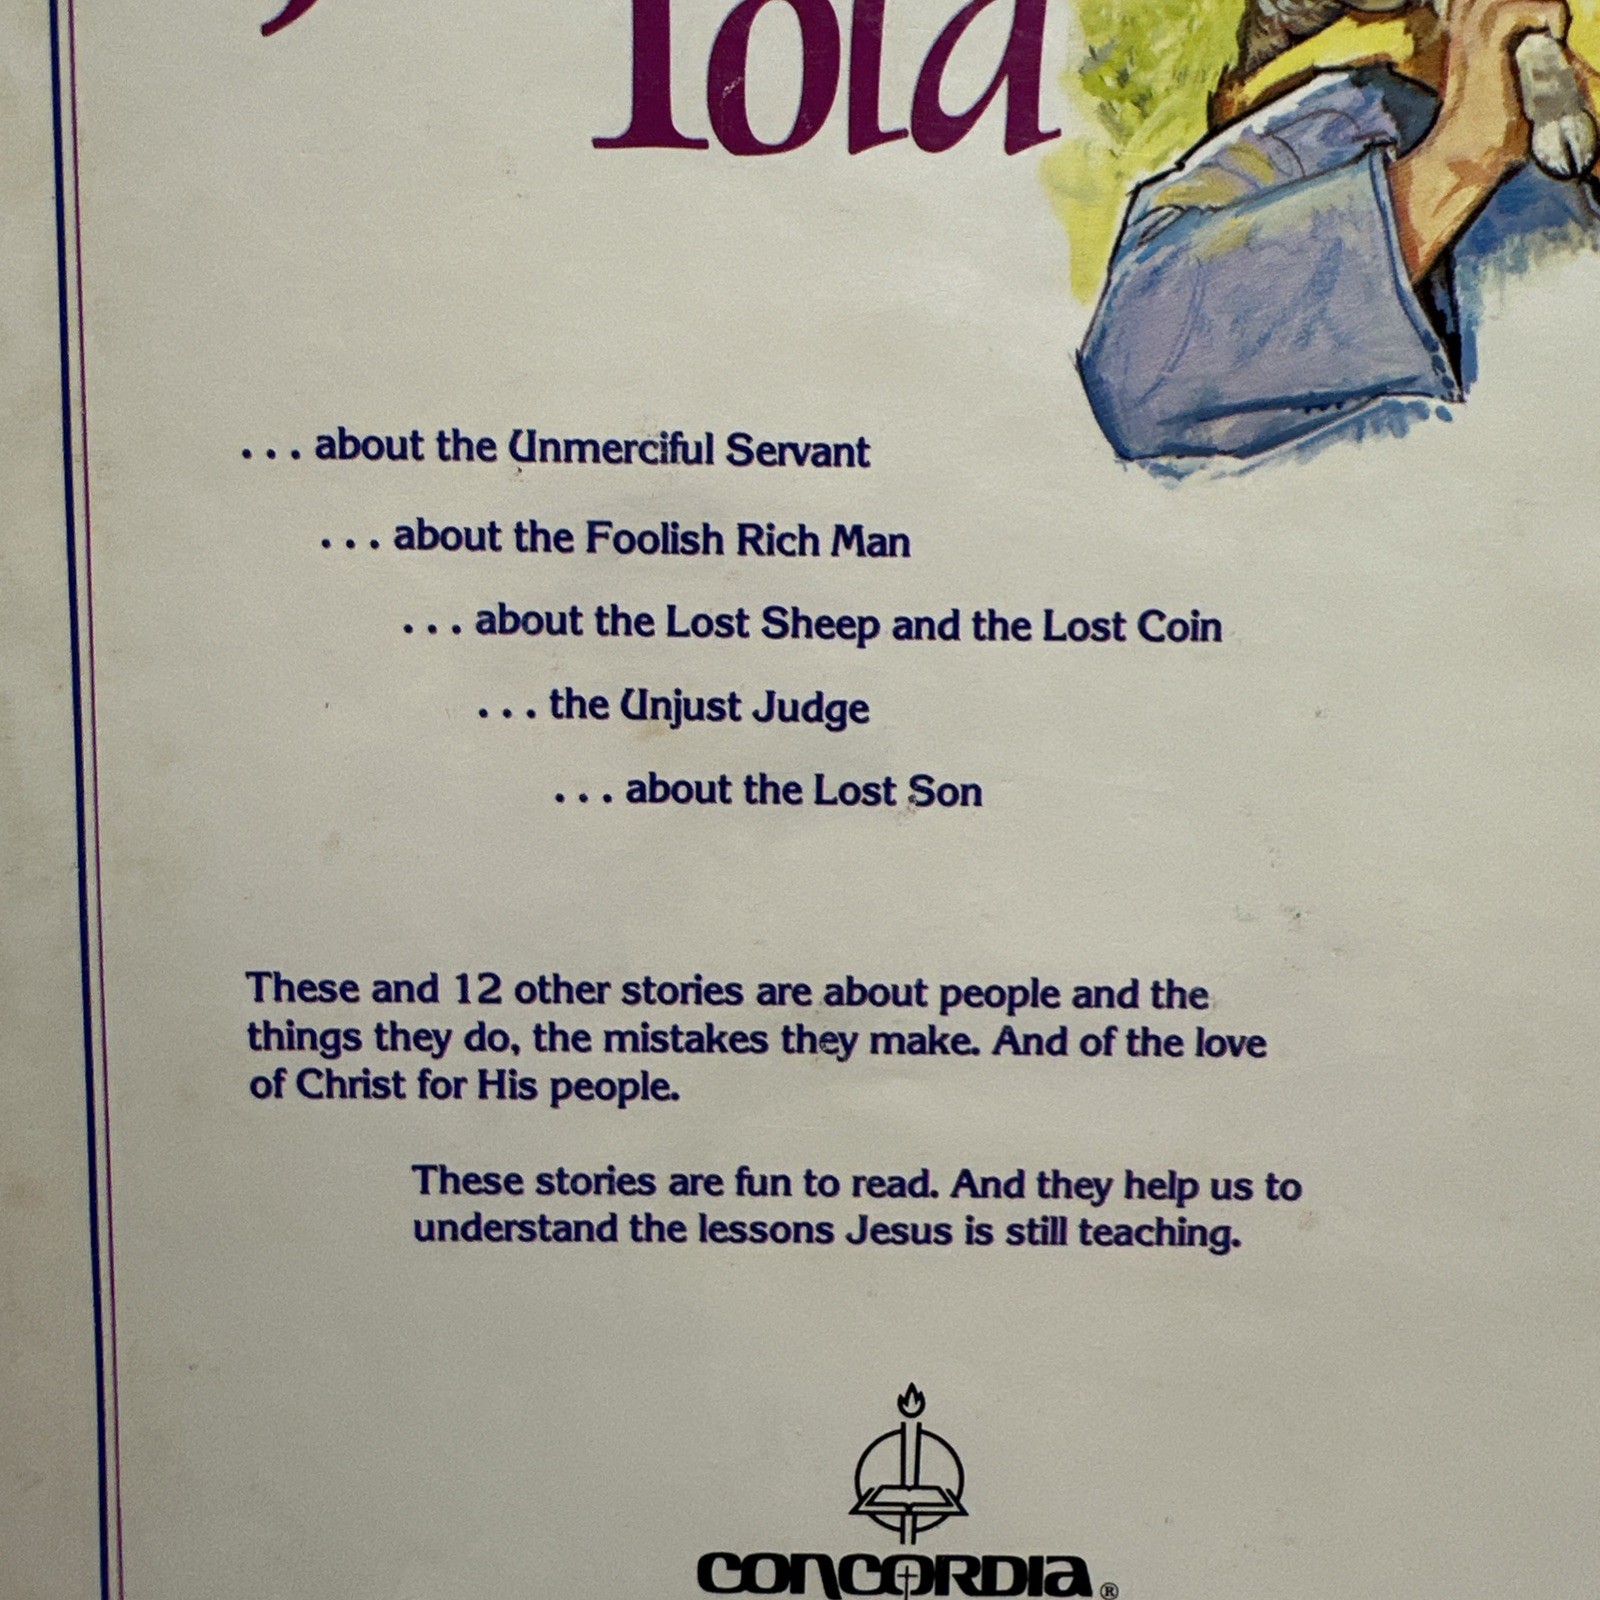 Told
. . . about the Unmerciful Servant
. . . about the Foolish Rich Man
. . . about the Lost Sheep and the Lost Coin
. . . the Unjust Judge
. . . about the Lost Son
These and 12 other stories are about people and the
things they do, the mistakes they make. And of the love
of Christ for His people.
These stories are fun to read. And they help us to
understand the lessons Jesus is still teaching.
CONCORDIA®